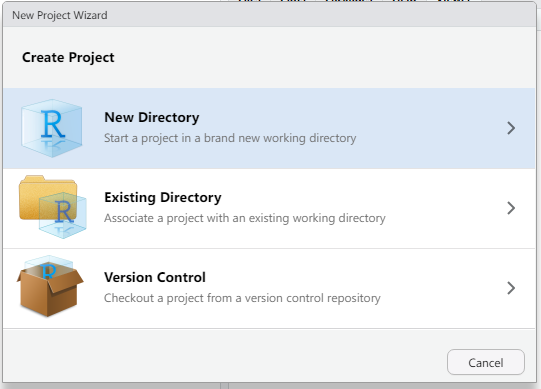 New Project Wizard
Create Project
R
New Directory
Start a project in a brand new working directory
R
Existing Directory
Associate a project with an existing working directory
R
Version Control
Checkout a project from a version control repository
Cancel